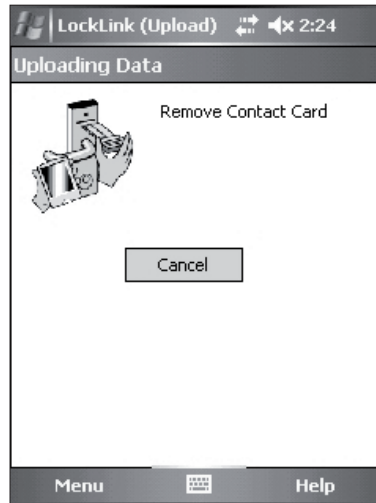 LockLink (Upload) 2:24
Uploading Data
Remove Contact Card
Cancel
Menu Help